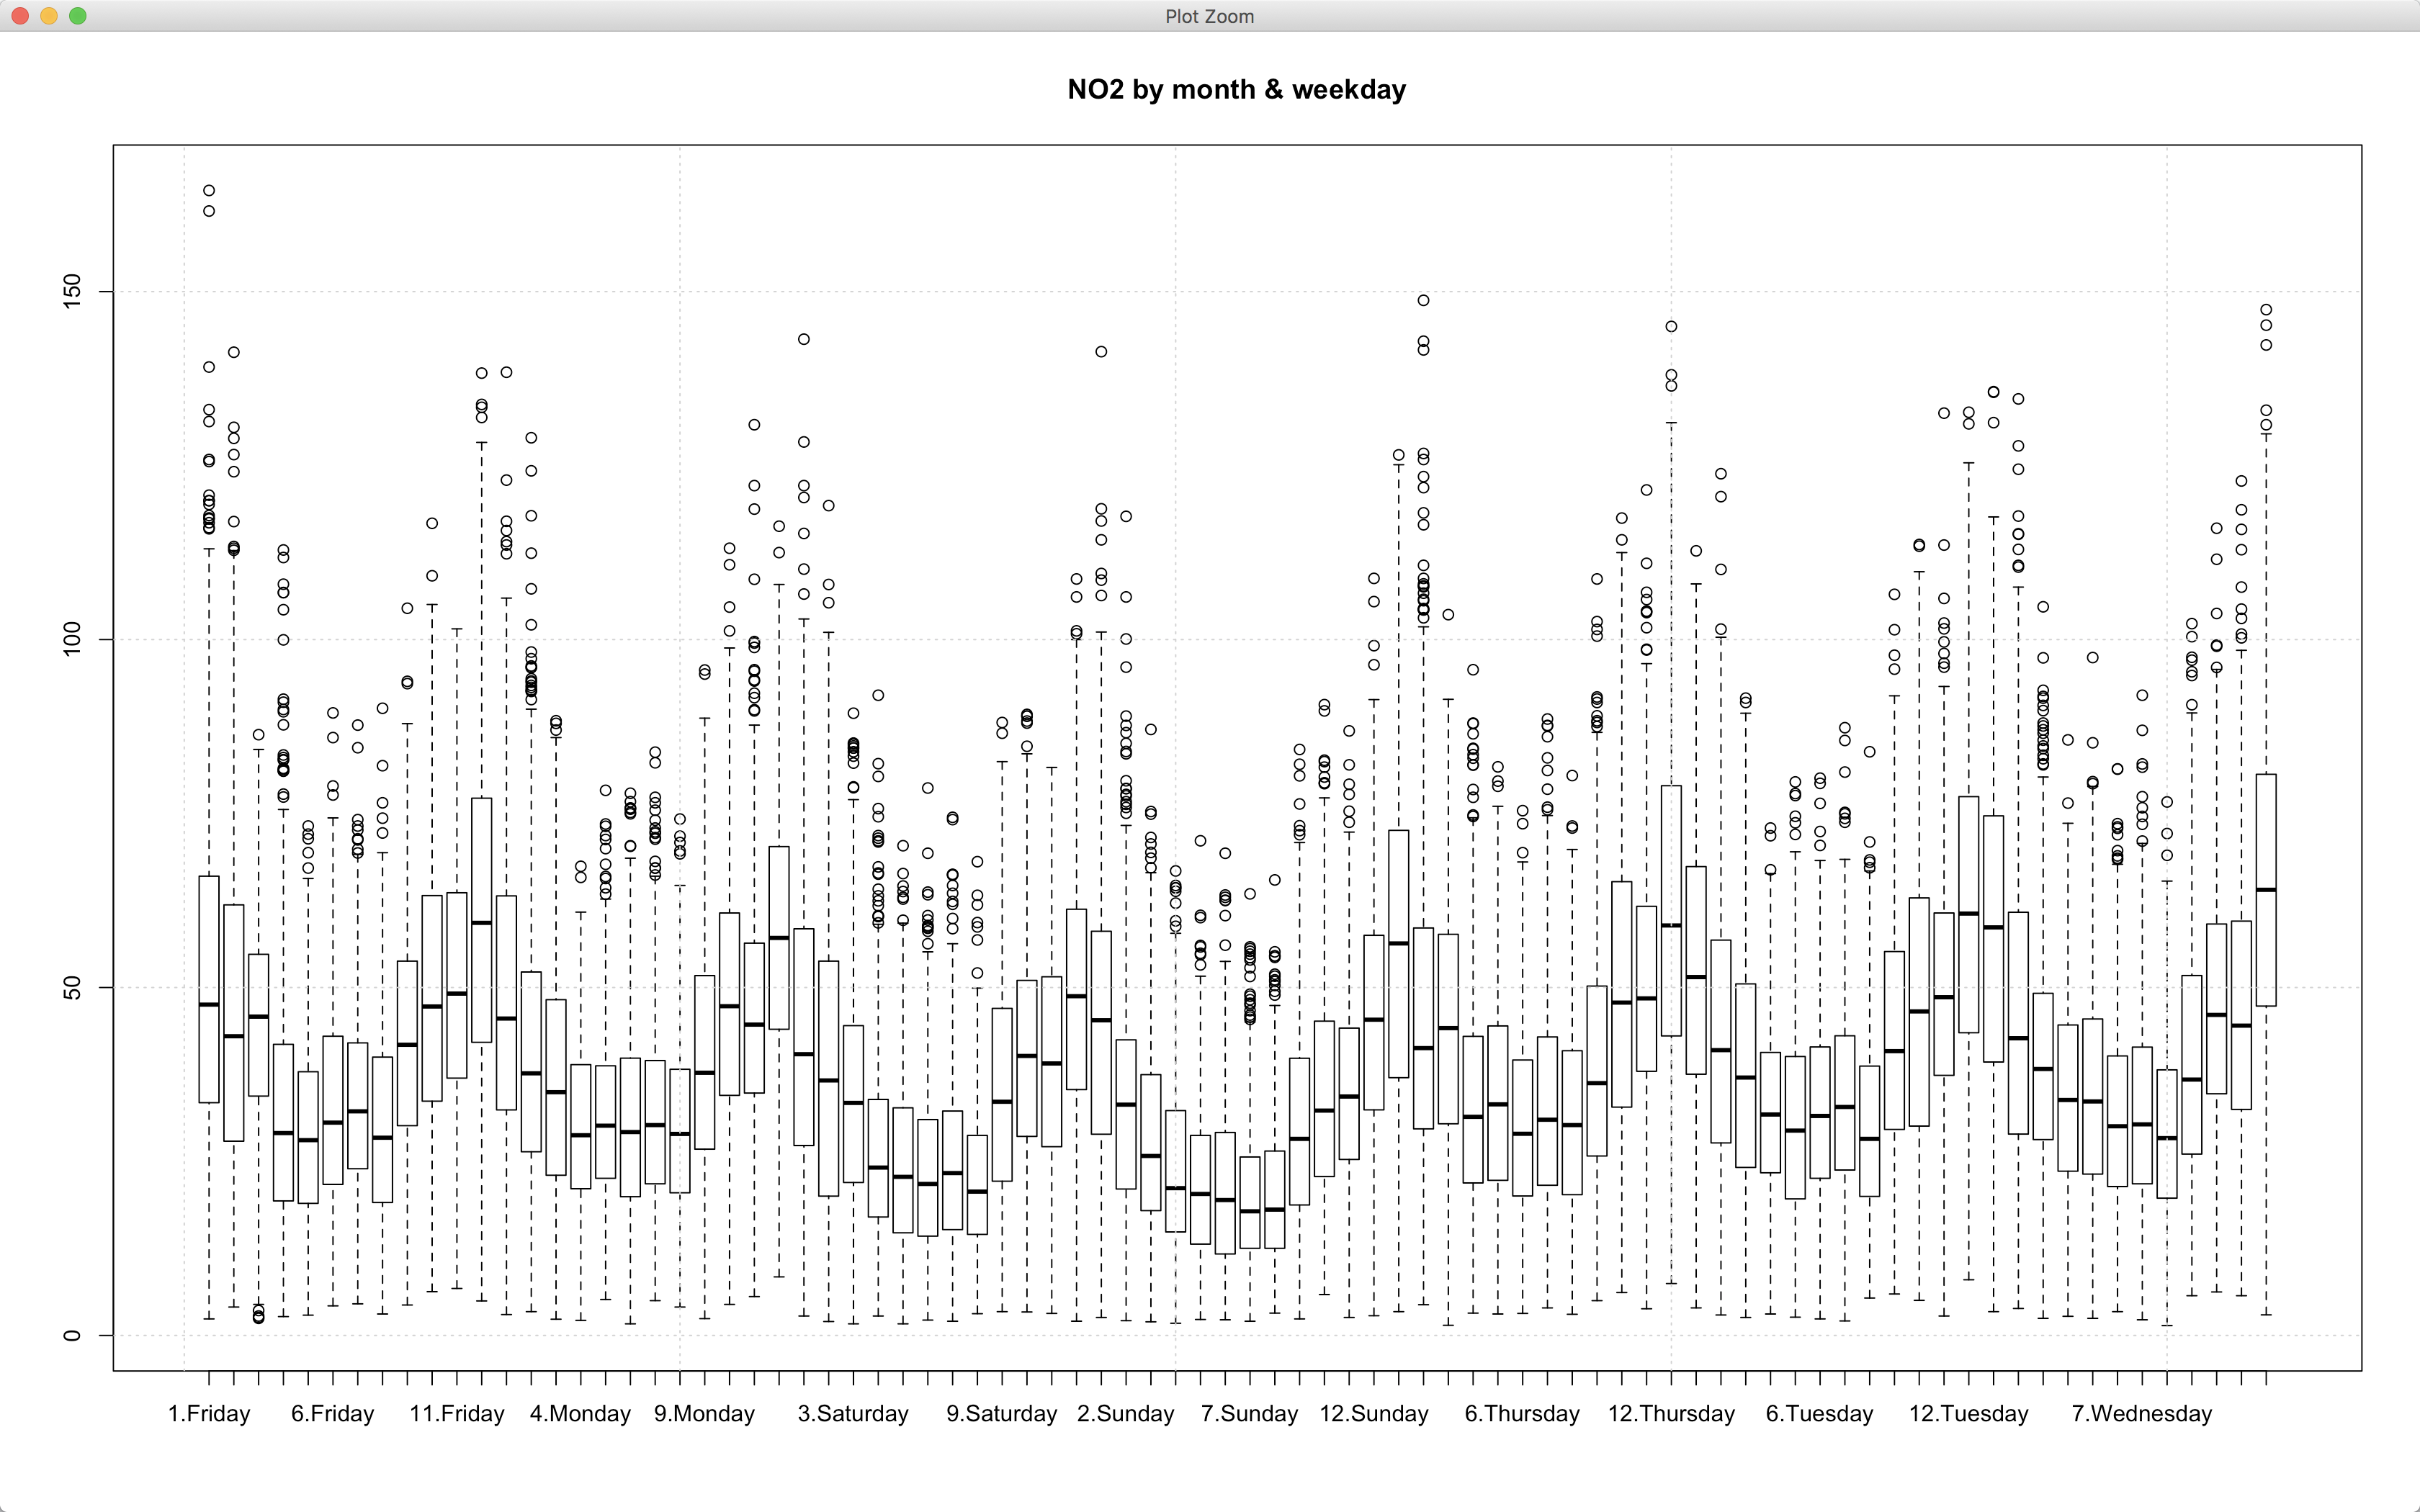 Plot Zoom
NO2 by month & weekday
150
100
50
0
1.Friday 6.Friday 11.Friday 4.Monday 9.Monday 3.Saturday 9.Saturday 2.Sunday 7.Sunday 12.Sunday 6.Thursday 12.Thursday 6.Tuesday 12.Tuesday 7.Wednesday